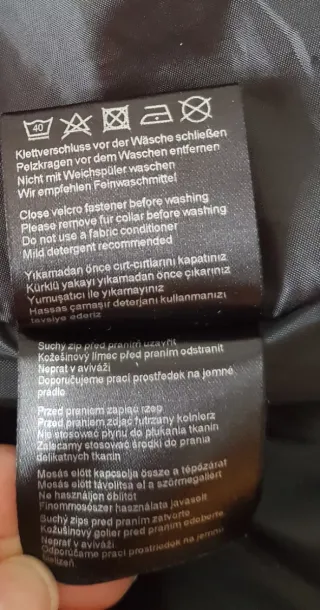 40
Klettverschluss vor der Wäsche schließen
Pelzkragen vor dem Waschen entfernen
Nicht mit Weichspüler waschen
Wir empfehlen Feinwaschmittel
Close velcro fastener before washing
Please remove fur collar before washing
Do not use a fabric conditioner
Mild detergent recommended
Yıkamadan önce cırt-cırtlarını kapatınız
Kürklü yakayı yıkamadan önce çıkarınız
Yumuşatıcı ile yıkamayınız
Hassas çamaşır deterjanı kullanmanızı
tavsiye ederiz
Suchý zip před praním uzavřít
Kožešinový límec před praním odstranit
Neprat v aviváži
Doporučujeme prací prostředek na jemné
prádlo
Przed praniem zapiąć rzep
Przed praniem zdjąć futrzany kołnierz
Nie stosować płynu do płukania tkanin
Zalecamy stosować środki do prania
delikatnych tkanin
Mosás előtt kapcsolja össze a tépőzárat
Mosás előtt távolítsa el a szőrmegallért
Ne használjon öblítőt
Finommosószer használata javasolt
Suchý zips pred praním zatvorte
Kožušinový golier pred praním odoberte
Neprať v aviváži
Odporúčame prací prostriedok na jemnú
bielizeň.